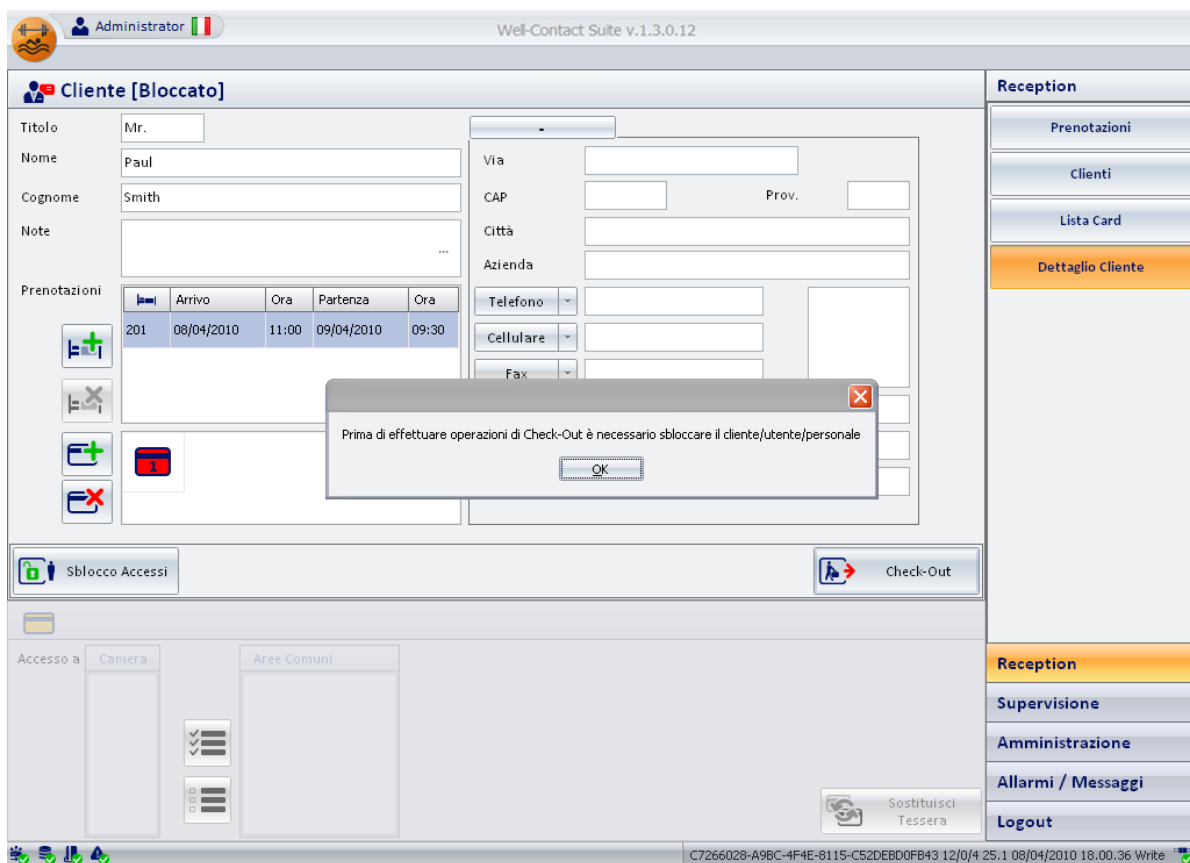 Administrator
Well-Contact Suite v.1.3.0.12
Cliente [Bloccato]
Titolo
Mr.
Nome
Paul
Cognome
Smith
Note
...
Prenotazioni
Arrivo Ora Partenza Ora
201 08/04/2010 11:00 09/04/2010 09:30
1
-
Via
CAP
Prov.
Città
Azienda
Telefono
Cellulare
Fax
Prima di effettuare operazioni di Check-Out è necessario sbloccare il cliente/utente/personale
OK
Sblocco Accessi
Check-Out
Accesso a
Camera
Aree Comuni
Sostituisci
Tessera
Reception
Prenotazioni
Clienti
Lista Card
Dettaglio Cliente
Reception
Supervisione
Amministrazione
Allarmi / Messaggi
Logout
C7266028-A9BC-4F4E-8115-C52DEBD0FB43 12/0/4 25.1 08/04/2010 18.00.36 Write